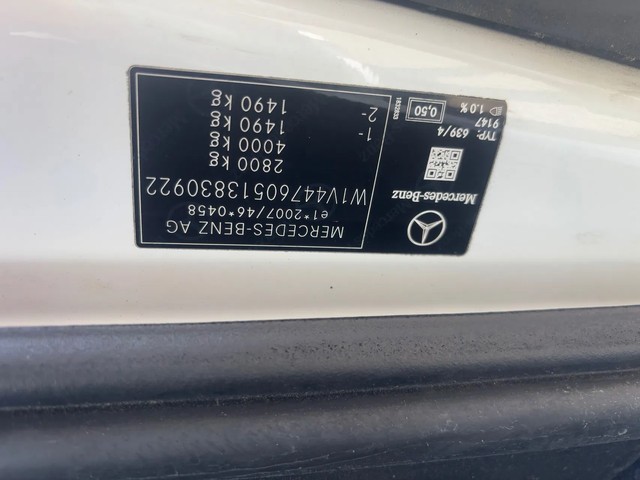 MERCEDES-BENZ AG
e1*2007/46*0458
W1V44760513830922
2800 kg
4000 kg
1- 1490 kg
2- 1490 kg
Mercedes-Benz
TYP: 639/4
9147
1.0%
0,50
1832833